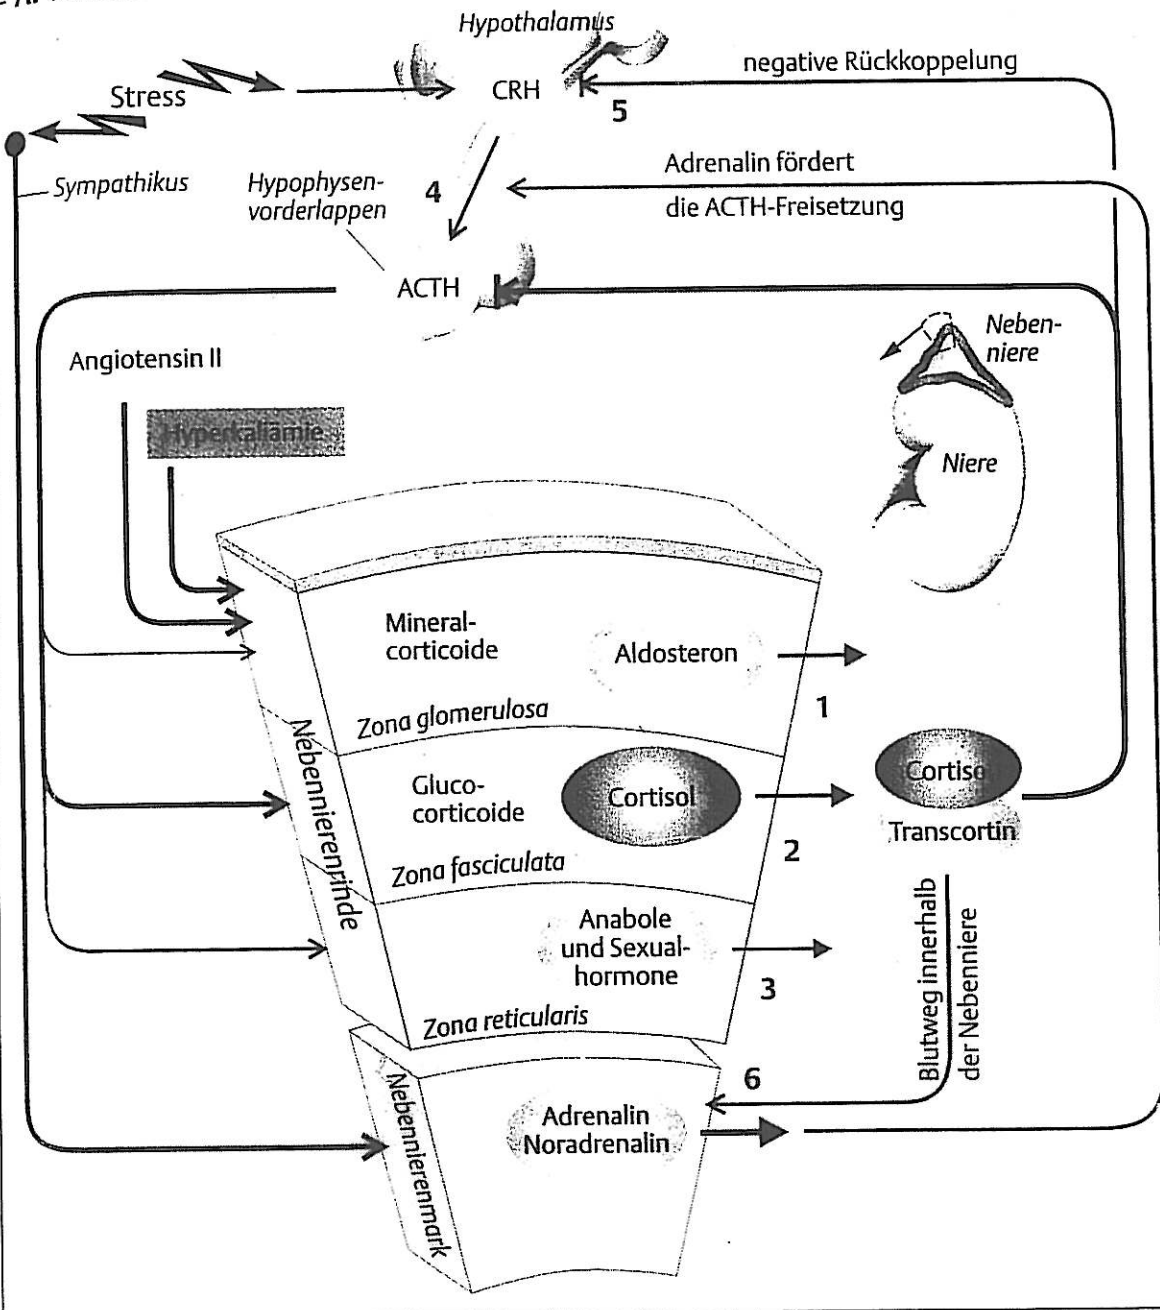 Hypothalamus
negative Rückkoppelung
Stress
CRH
5
Adrenalin fördert
die ACTH-Freisetzung
Sympathikus
Hypophysen-
vorderlappen
4
ACTH
Neben-
niere
Angiotensin II
Hyperkaliämie
Niere
Mineral-
corticoide
Aldosteron
1
Zona glomerulosa
Nebennierenrinde
Gluco-
corticoide
Cortisol
Cortisol
Transcortin
2
Zona fasciculata
Anabole
und Sexual-
hormone
3
Zona reticularis
Blutweg innerhalb
der Nebenniere
6
Nebennierenmark
Adrenalin
Noradrenalin